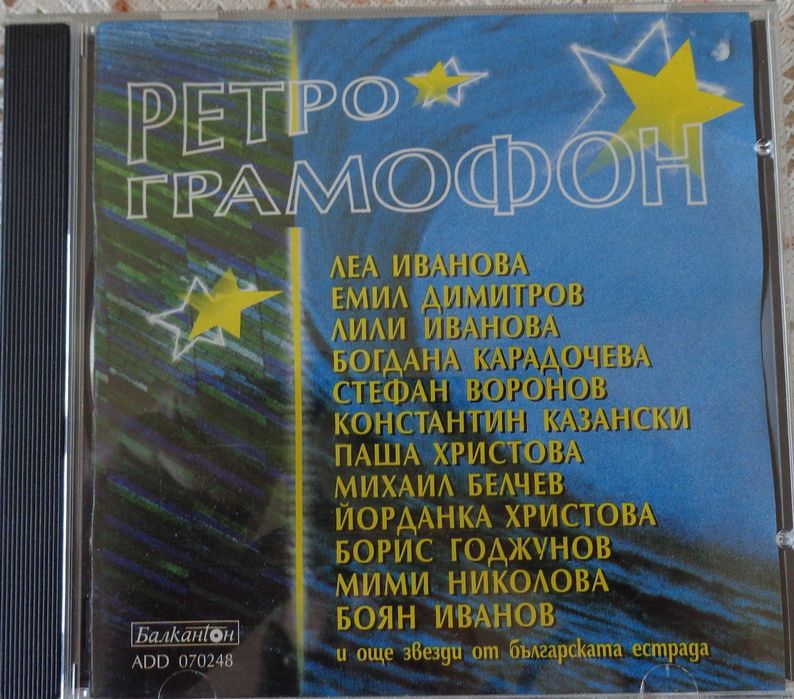 РЕТРО
ГРАМОФОН
ЛЕА ИВАНОВА
ЕМИЛ ДИМИТРОВ
ЛИЛИ ИВАНОВА
БОГДАНА КАРАДОЧЕВА
СТЕФАН ВОРОНОВ
КОНСТАНТИН КАЗАНСКИ
ПАША ХРИСТОВА
МИХАИЛ БЕЛЧЕВ
ЙОРДАНКА ХРИСТОВА
БОРИС ГОДЖУНОВ
МИМИ НИКОЛОВА
БОЯН ИВАНОВ
и още звезди от българската естрада
Балкантон
ADD 070248